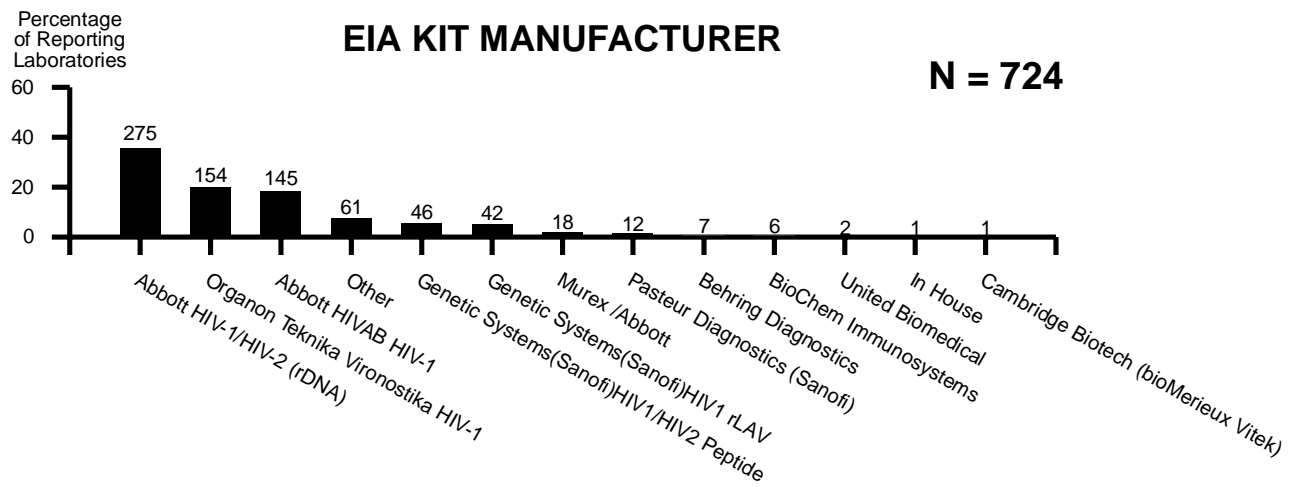 Percentage
of Reporting
Laboratories
EIA KIT MANUFACTURER
N = 724
60
40
20
0
275
154
145
61
46
42
18
12
7
6
2
1
1
Abbott HIV-1/HIV-2 (rDNA)
Organon Teknika Vironostika HIV-1
Abbott HIVAB HIV-1
Other
Genetic Systems(Sanofi)HIV1/HIV2 Peptide
Genetic Systems(Sanofi)HIV1 rLAV
Murex /Abbott
Pasteur Diagnostics (Sanofi)
Behring Diagnostics
BioChem Immunosystems
United Biomedical
In House
Cambridge Biotech (bioMerieux Vitek)